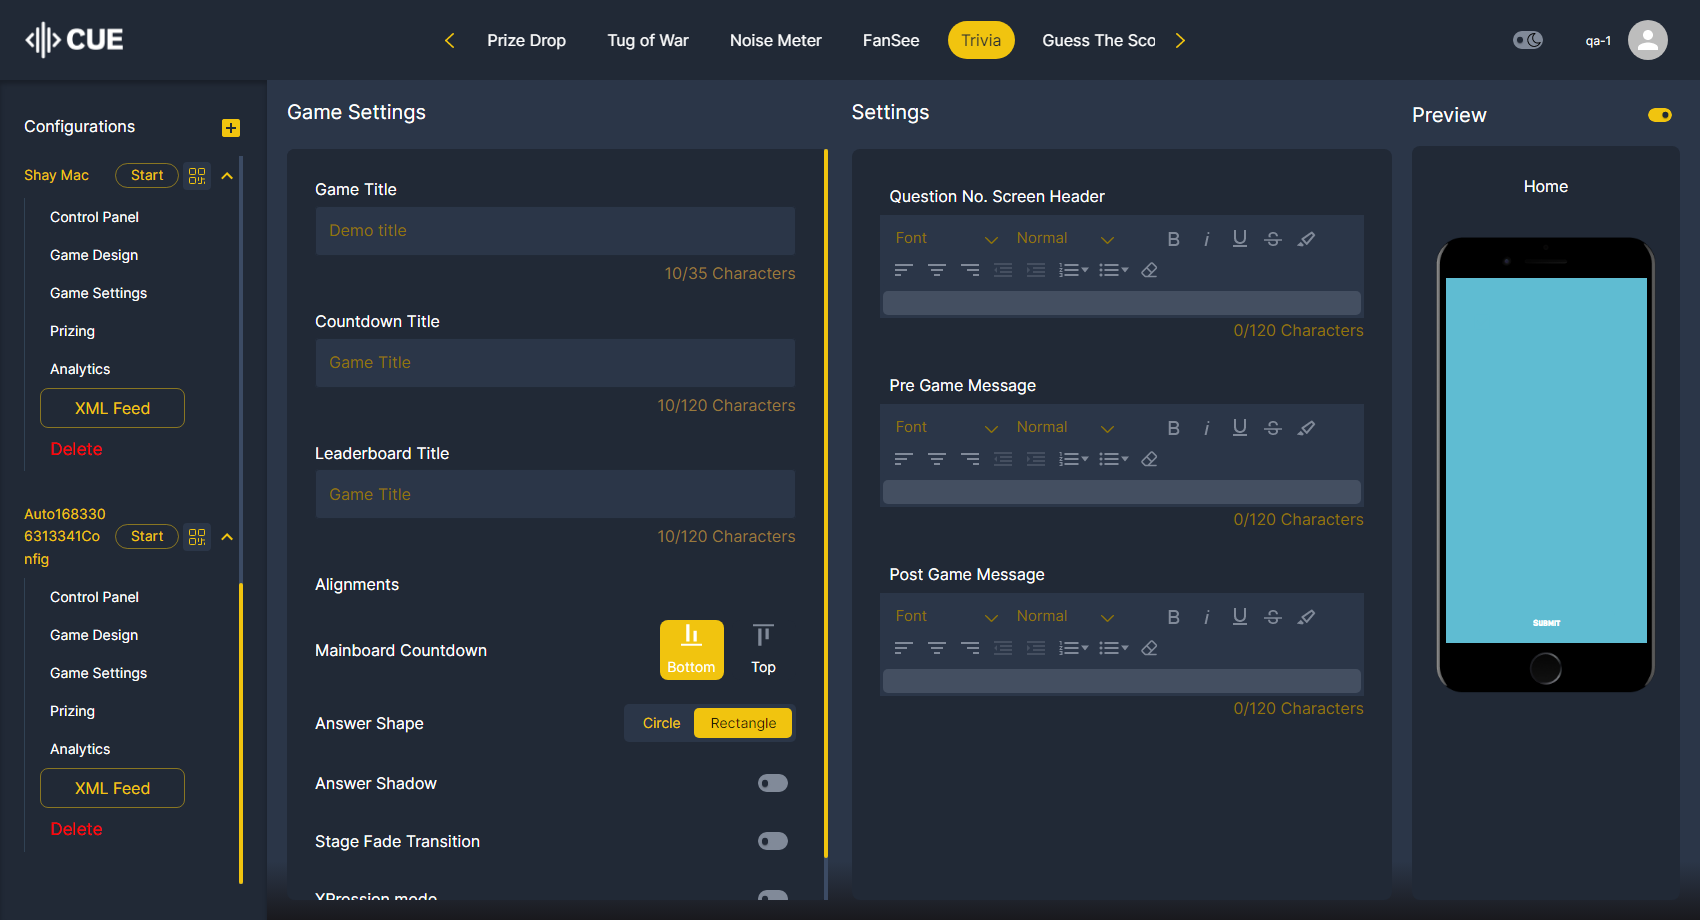 CUE
Prize Drop
Tug of War
Noise Meter
FanSee
Trivia
Guess The Sco
qa-1
Configurations
Shay Mac
Start
Control Panel
Game Design
Game Settings
Prizing
Analytics
XML Feed
Delete
Auto168330
6313341Co
nfig
Start
Control Panel
Game Design
Game Settings
Prizing
Analytics
XML Feed
Delete
Game Settings
Game Title
Demo title
10/35 Characters
Countdown Title
Game Title
10/120 Characters
Leaderboard Title
Game Title
10/120 Characters
Alignments
Mainboard Countdown
Bottom
Top
Answer Shape
Circle
Rectangle
Answer Shadow
Stage Fade Transition
XPression mode
Settings
Question No. Screen Header
Font
Normal
B i U S
0/120 Characters
Pre Game Message
Font
Normal
B i U S
0/120 Characters
Post Game Message
Font
Normal
B i U S
0/120 Characters
Preview
Home
SUBMIT